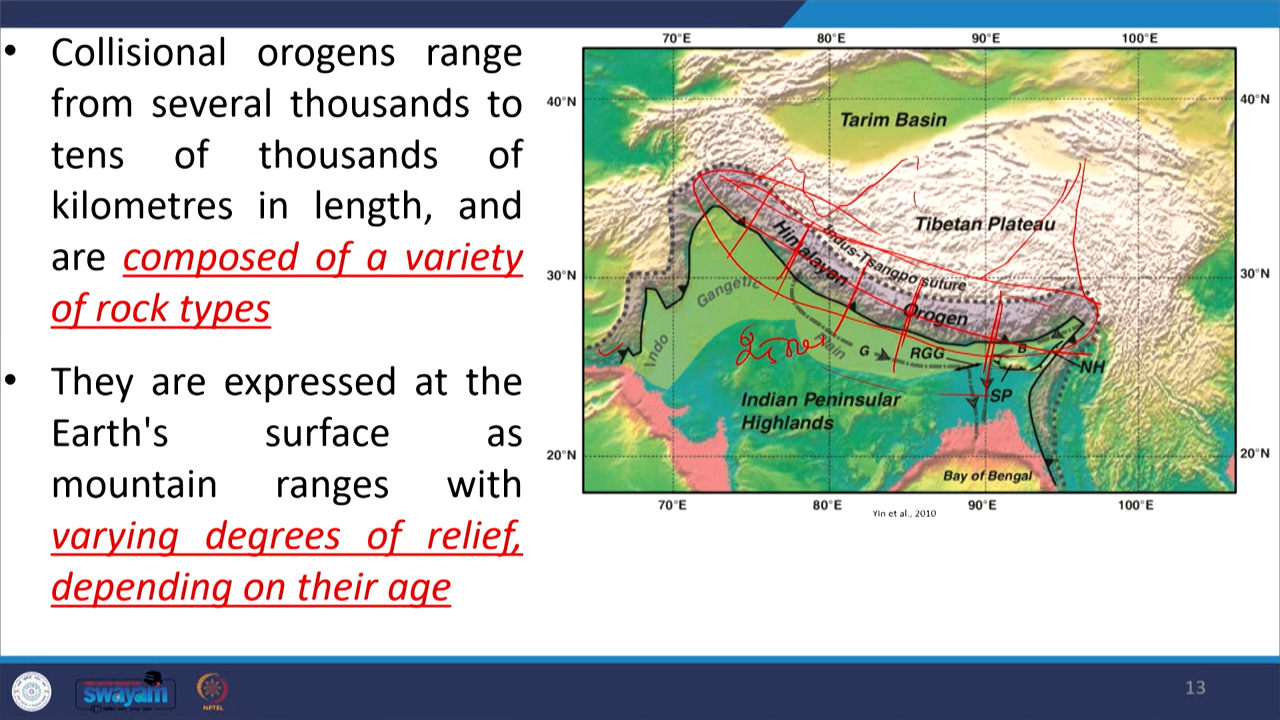 • Collisional orogens range
from several thousands to
tens of thousands of
kilometres in length, and
are composed of a variety
of rock types
• They are expressed at the
Earth's surface as
mountain ranges with
varying degrees of relief,
depending on their age
70°E 80°E 90°E 100°E
40°N 40°N
Tarim Basin
Tibetan Plateau
Indus-Tsangpo suture
Himalayan
Orogen
30°N 30°N
Indo
Gangetic
Plain
G RGG B NH
SP
Indian Peninsular
Highlands
20°N 20°N
Bay of Bengal
70°E 80°E 90°E 100°E
Yin et al., 2010
swayam
NPTEL
13